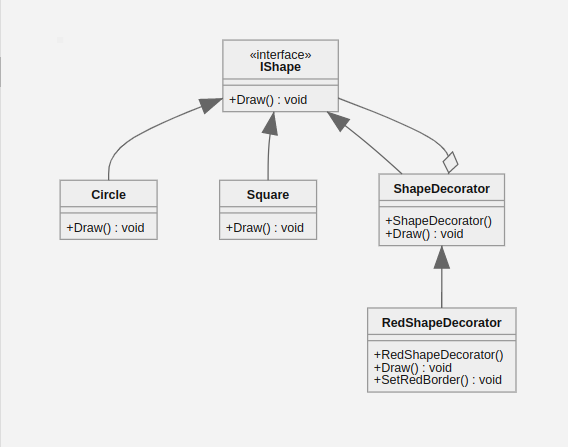 «interface»
IShape
+Draw() : void
Circle
+Draw() : void
Square
+Draw() : void
ShapeDecorator
+ShapeDecorator()
+Draw() : void
RedShapeDecorator
+RedShapeDecorator()
+Draw() : void
+SetRedBorder() : void